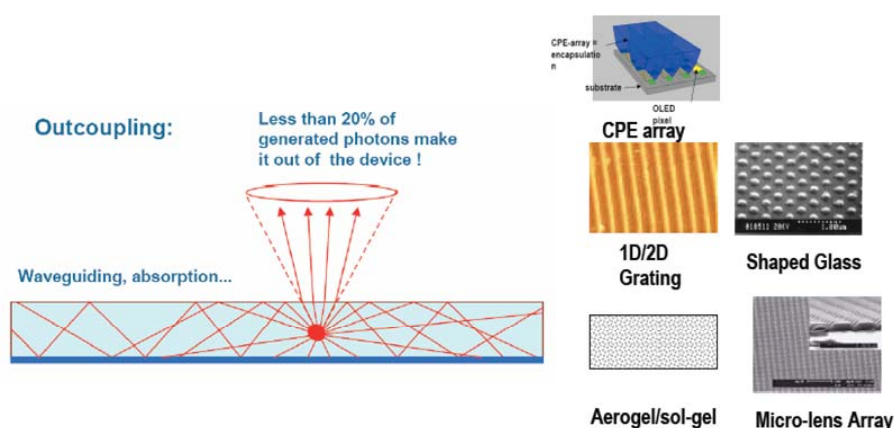 CPE-array =
encapsulatio
n
substrate
OLED
pixel
CPE array
Outcoupling:
Less than 20% of
generated photons make
it out of the device !
Waveguiding, absorption...
1D/2D
Grating
Shaped Glass
Aerogel/sol-gel
Micro-lens Array